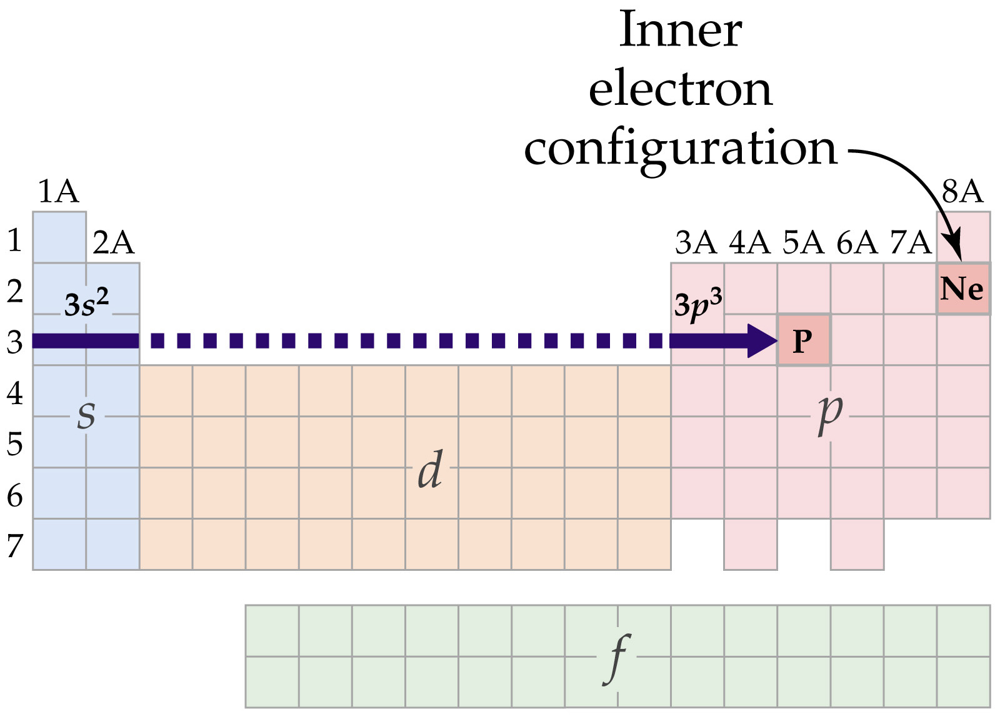 Inner
electron
configuration
1A 8A
1 2A 3A 4A 5A 6A 7A
2 3s² 3p³ Ne
3 P
4 s p
5 d
6
7
f